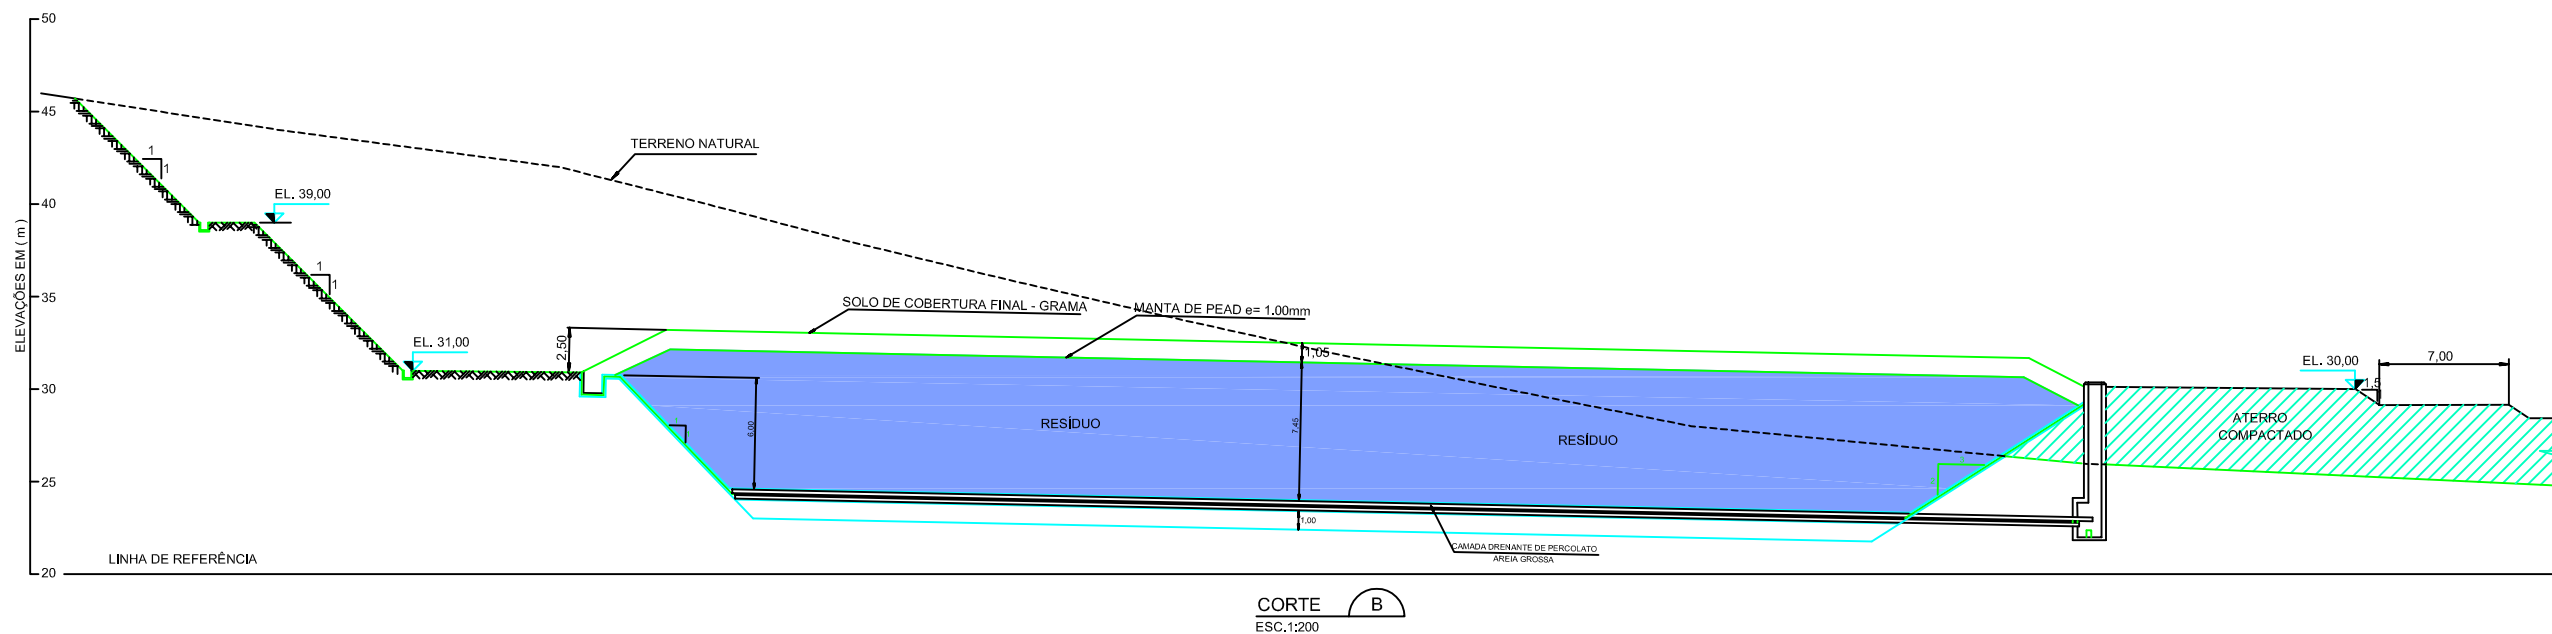 50
45
40
35
30
25
20
ELEVAÇÕES EM ( m )
1
1
EL. 39,00
1
1
EL. 31,00
TERRENO NATURAL
2,50
SOLO DE COBERTURA FINAL - GRAMA
MANTA DE PEAD e= 1.00mm
1,05
6,00
RESÍDUO
7,45
RESÍDUO
1,00
CAMADA DRENANTE DE PERCOLATO
AREIA GROSSA
EL. 30,00
1,5
7,00
ATERRO
COMPACTADO
LINHA DE REFERÊNCIA
CORTE
B
ESC.1:200